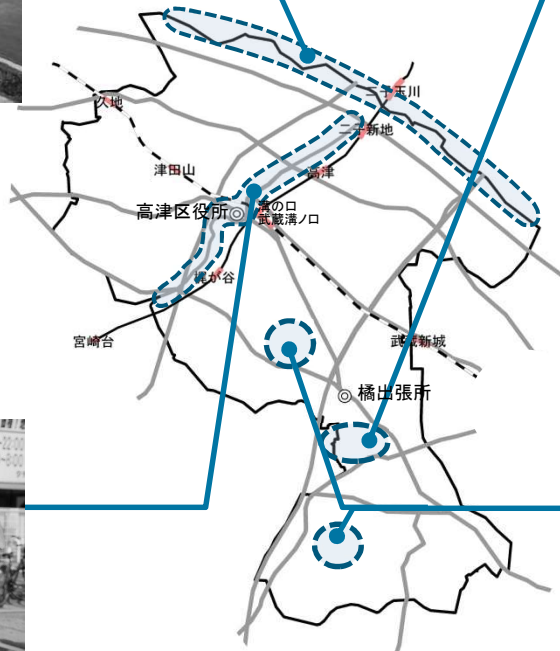 二子玉川
久地
二子新地
津田山
高津
高津区役所
溝のロ
武蔵溝ノ口
梶が谷
宮崎台
武蔵新城
橘出張所